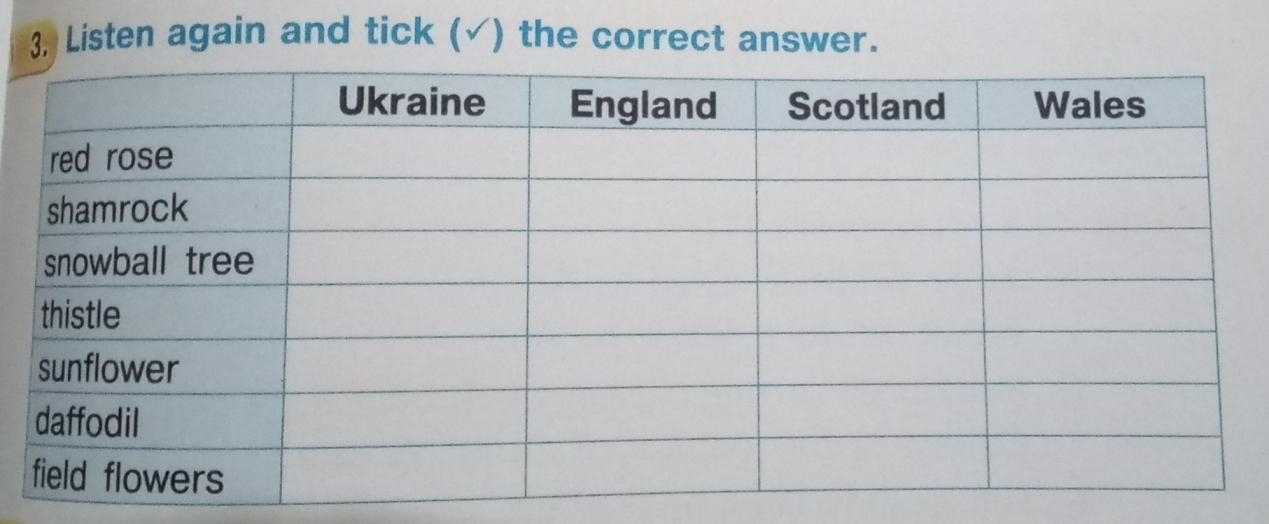 3. Listen again and tick (✓) the correct answer.
Ukraine England Scotland Wales
red rose
shamrock
snowball tree
thistle
sunflower
daffodil
field flowers